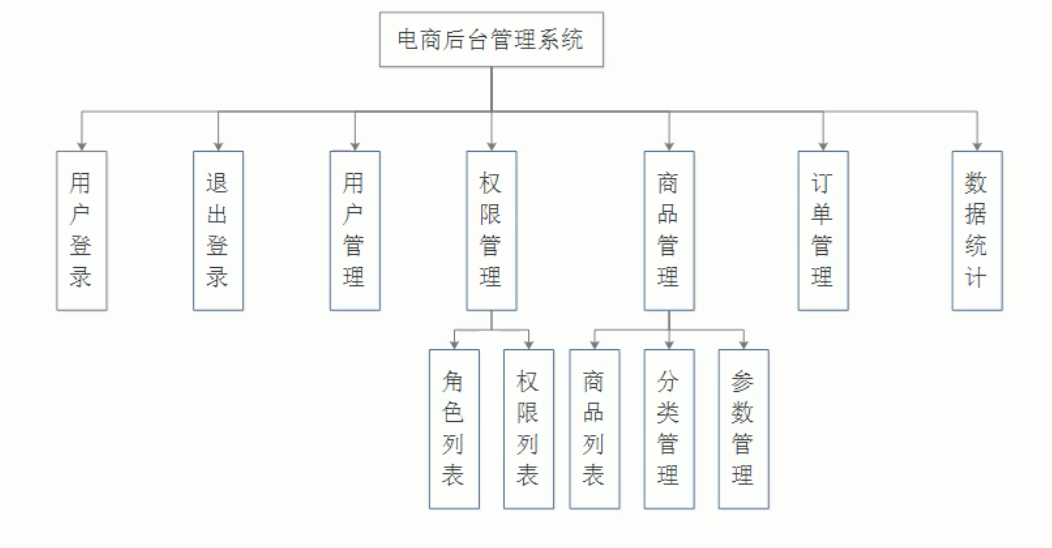 电商后台管理系统
用户登录
退出登录
用户管理
权限管理
商品管理
订单管理
数据统计
角色列表
权限列表
商品列表
分类管理
参数管理